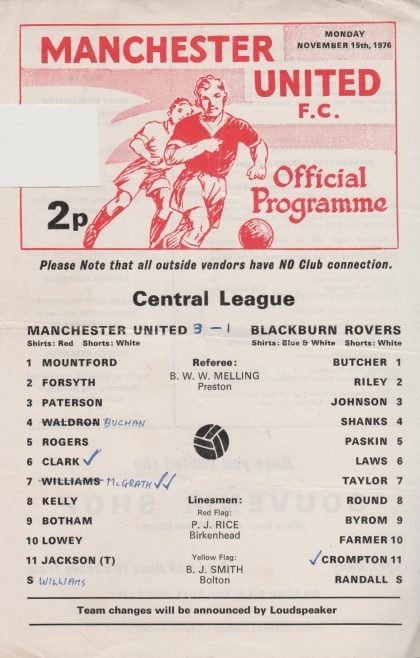 MONDAY
NOVEMBER 15th, 1976
MANCHESTER
UNITED
F.C.
Official
Programme
2p
Please Note that all outside vendors have NO Club connection.
Central League
MANCHESTER UNITED 3-1 BLACKBURN ROVERS
Shirts: Red Shorts: White Shirts: Blue & White Shorts: White
1 MOUNTFORD Referee: BUTCHER 1
2 FORSYTH B. W. W. MELLING RILEY 2
Preston
3 PATERSON JOHNSON 3
4 WALDRON BUCHAN SHANKS 4
5 ROGERS PASKIN 5
6 CLARK ✓ LAWS 6
7 WILLIAMS McGRATH ✓✓ TAYLOR 7
8 KELLY Linesmen: ROUND 8
Red Flag:
9 BOTHAM P. J. RICE BYROM 9
Birkenhead
10 LOWEY FARMER 10
11 JACKSON (T) Yellow Flag: ✓CROMPTON 11
S WILLIAMS B. J. SMITH RANDALL S
Bolton
Team changes will be announced by Loudspeaker